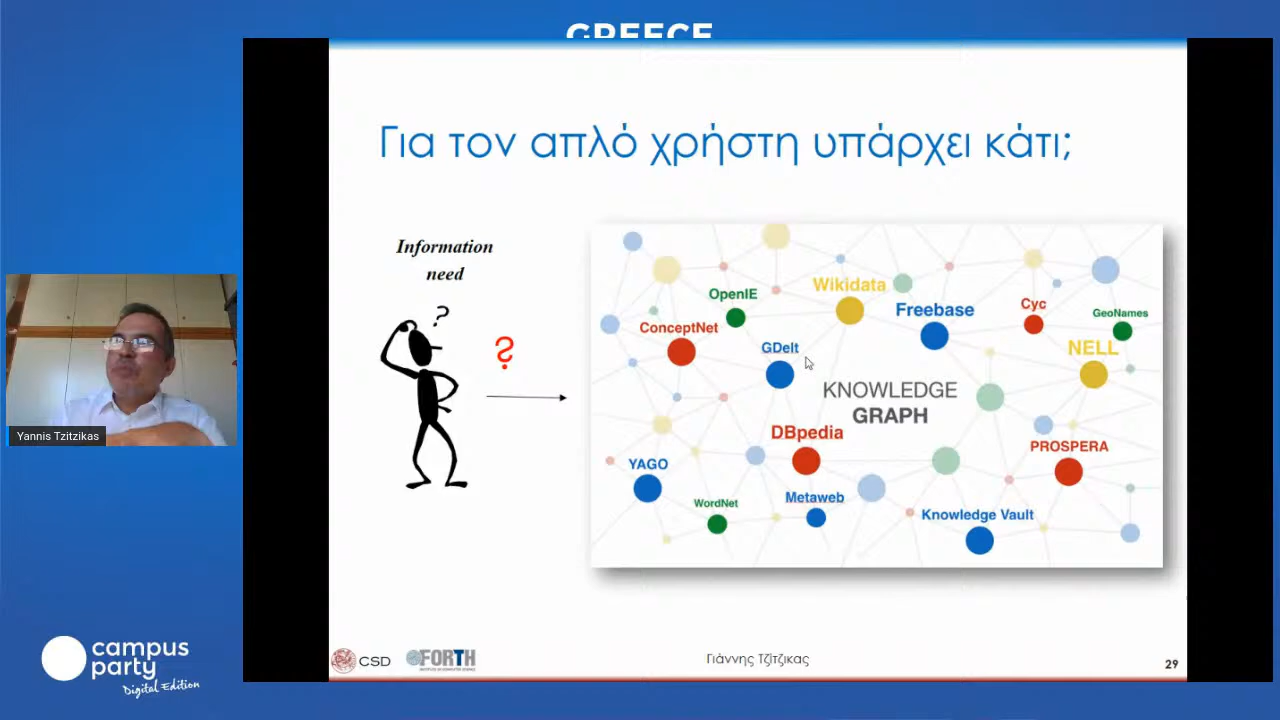 GREECE
Για τον απλό χρήστη υπάρχει κάτι;
Information
need
?
?
OpenIE
Wikidata
Freebase
Cyc
GeoNames
ConceptNet
GDelt
NELL
KNOWLEDGE
GRAPH
DBpedia
PROSPERA
YAGO
WordNet
Metaweb
Knowledge Vault
Yannis Tzitzikas
campus
party
Digital Edition
CSD
FORTH
Γιάννης Τζίτζικας
29